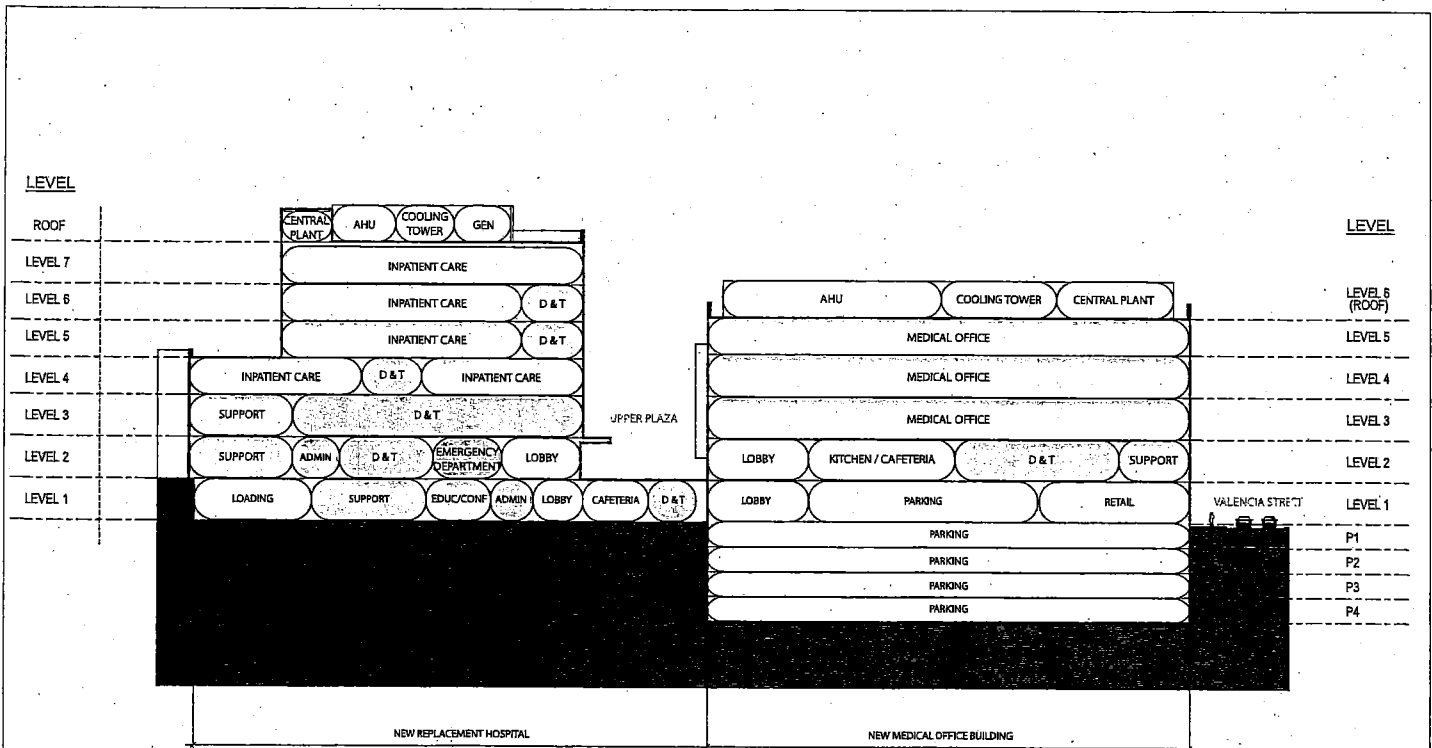 LEVEL
LEVEL
ROOF
CENTRAL
PLANT
AHU
COOLING
TOWER
GEN
LEVEL 7
INPATIENT CARE
LEVEL 6
INPATIENT CARE
D & T
AHU
COOLING TOWER
CENTRAL PLANT
LEVEL 6
(ROOF)
LEVEL 5
INPATIENT CARE
D & T
MEDICAL OFFICE
LEVEL 5
LEVEL 4
INPATIENT CARE
D & T
INPATIENT CARE
MEDICAL OFFICE
LEVEL 4
LEVEL 3
SUPPORT
D & T
UPPER PLAZA
MEDICAL OFFICE
LEVEL 3
LEVEL 2
SUPPORT
ADMIN
D & T
EMERGENCY
DEPARTMENT
LOBBY
LOBBY
KITCHEN / CAFETERIA
D & T
SUPPORT
LEVEL 2
LEVEL 1
LOADING
SUPPORT
EDUC/CONF
ADMIN
LOBBY
CAFETERIA
D & T
LOBBY
PARKING
RETAIL
VALENCIA STREET
LEVEL 1
PARKING
P1
PARKING
P2
PARKING
P3
PARKING
P4
NEW REPLACEMENT HOSPITAL
NEW MEDICAL OFFICE BUILDING